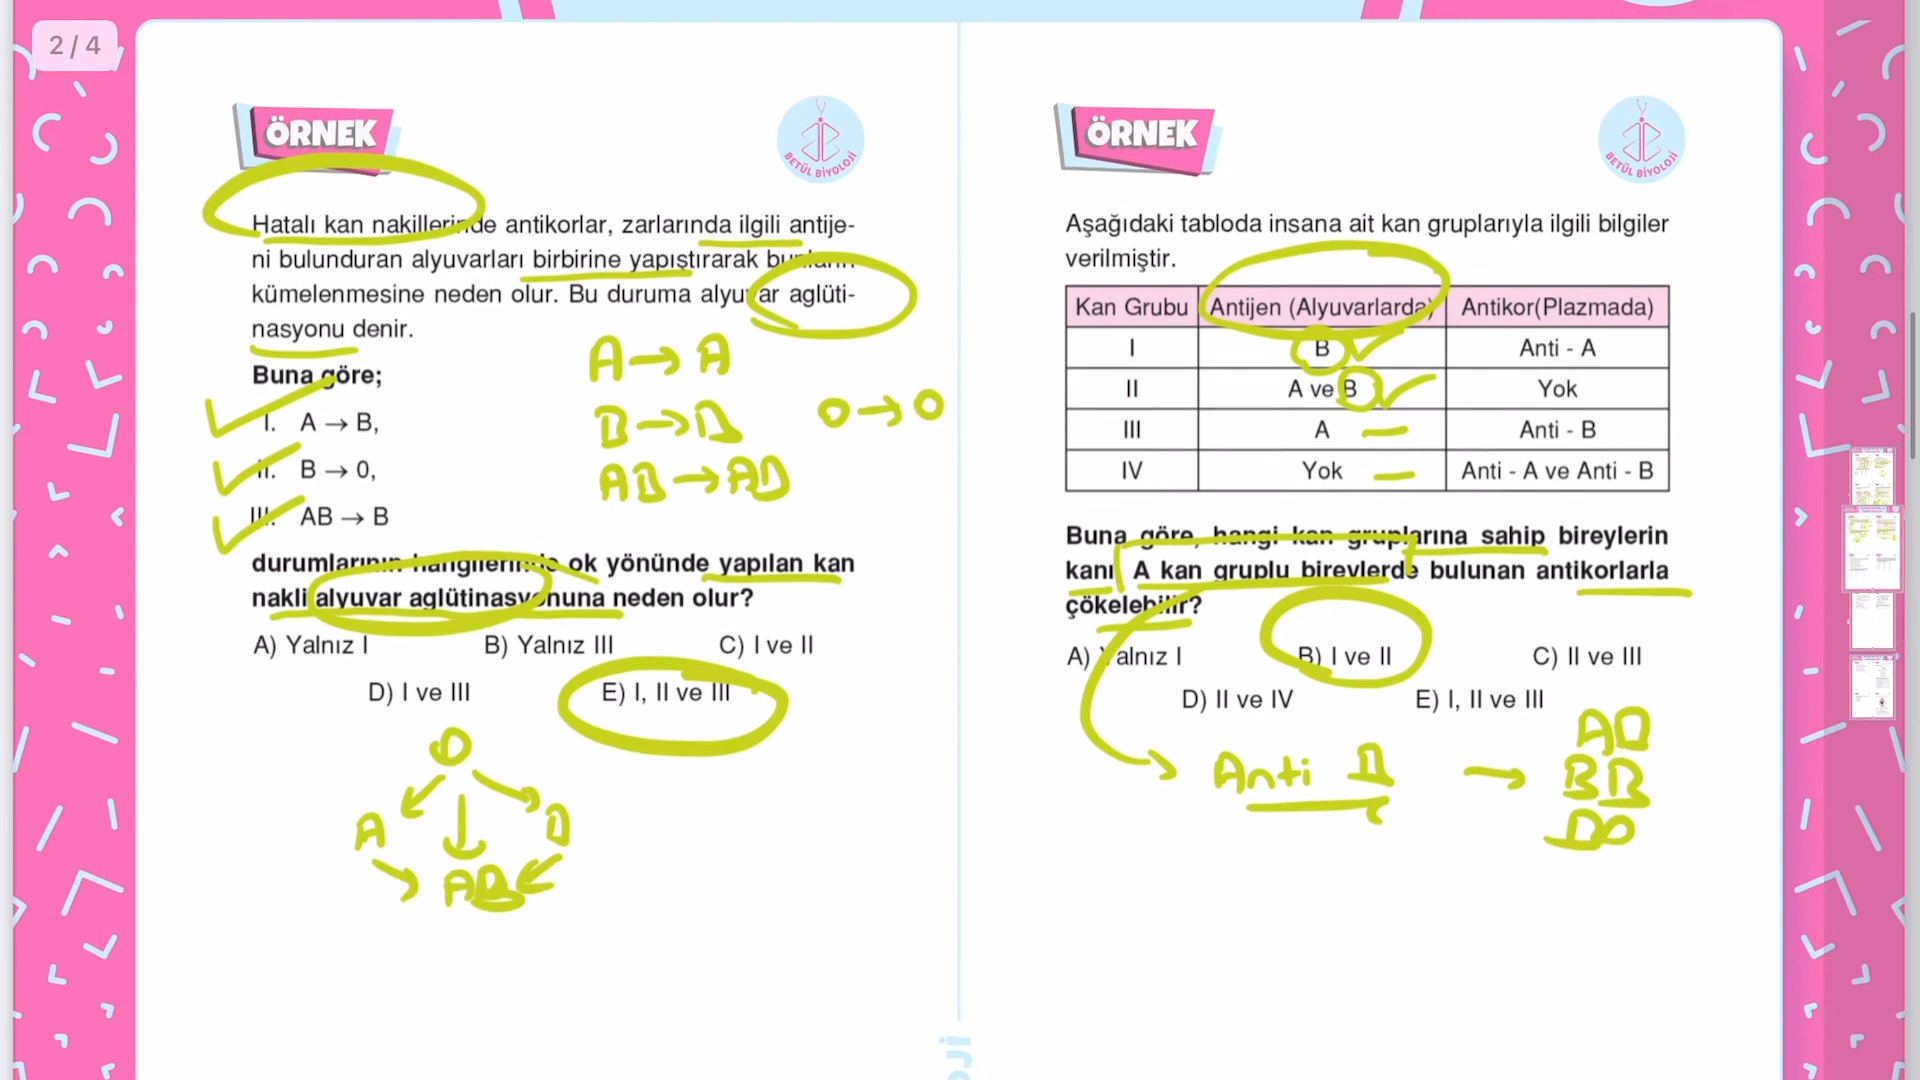 2 / 4
ÖRNEK
BETÜL BİYOLOJİ
Hatalı kan nakillerinde antikorlar, zarlarında ilgili antije-
ni bulunduran alyuvarları birbirine yapıştırarak bunların
kümelenmesine neden olur. Bu duruma alyuvar aglüti-
nasyonu denir.
Buna göre;
I. A → B,
II. B → 0,
III. AB → B
A → A
B → B
AB → AB
0 → 0
durumlarının hangilerinde ok yönünde yapılan kan
nakli alyuvar aglütinasyonuna neden olur?
A) Yalnız I
B) Yalnız III
C) I ve II
D) I ve III
E) I, II ve III
0
A
B
AB
ÖRNEK
BETÜL BİYOLOJİ
Aşağıdaki tabloda insana ait kan gruplarıyla ilgili bilgiler
verilmiştir.
Kan Grubu Antijen (Alyuvarlarda) Antikor(Plazmada)
I B Anti - A
II A ve B Yok
III A Anti - B
IV Yok Anti - A ve Anti - B
Buna göre, hangi kan gruplarına sahip bireylerin
kanı A kan gruplu bireylerde bulunan antikorlarla
çökelebilir?
A) Yalnız I
B) I ve II
C) II ve III
D) II ve IV
E) I, II ve III
Anti B →
AB
BB
B0